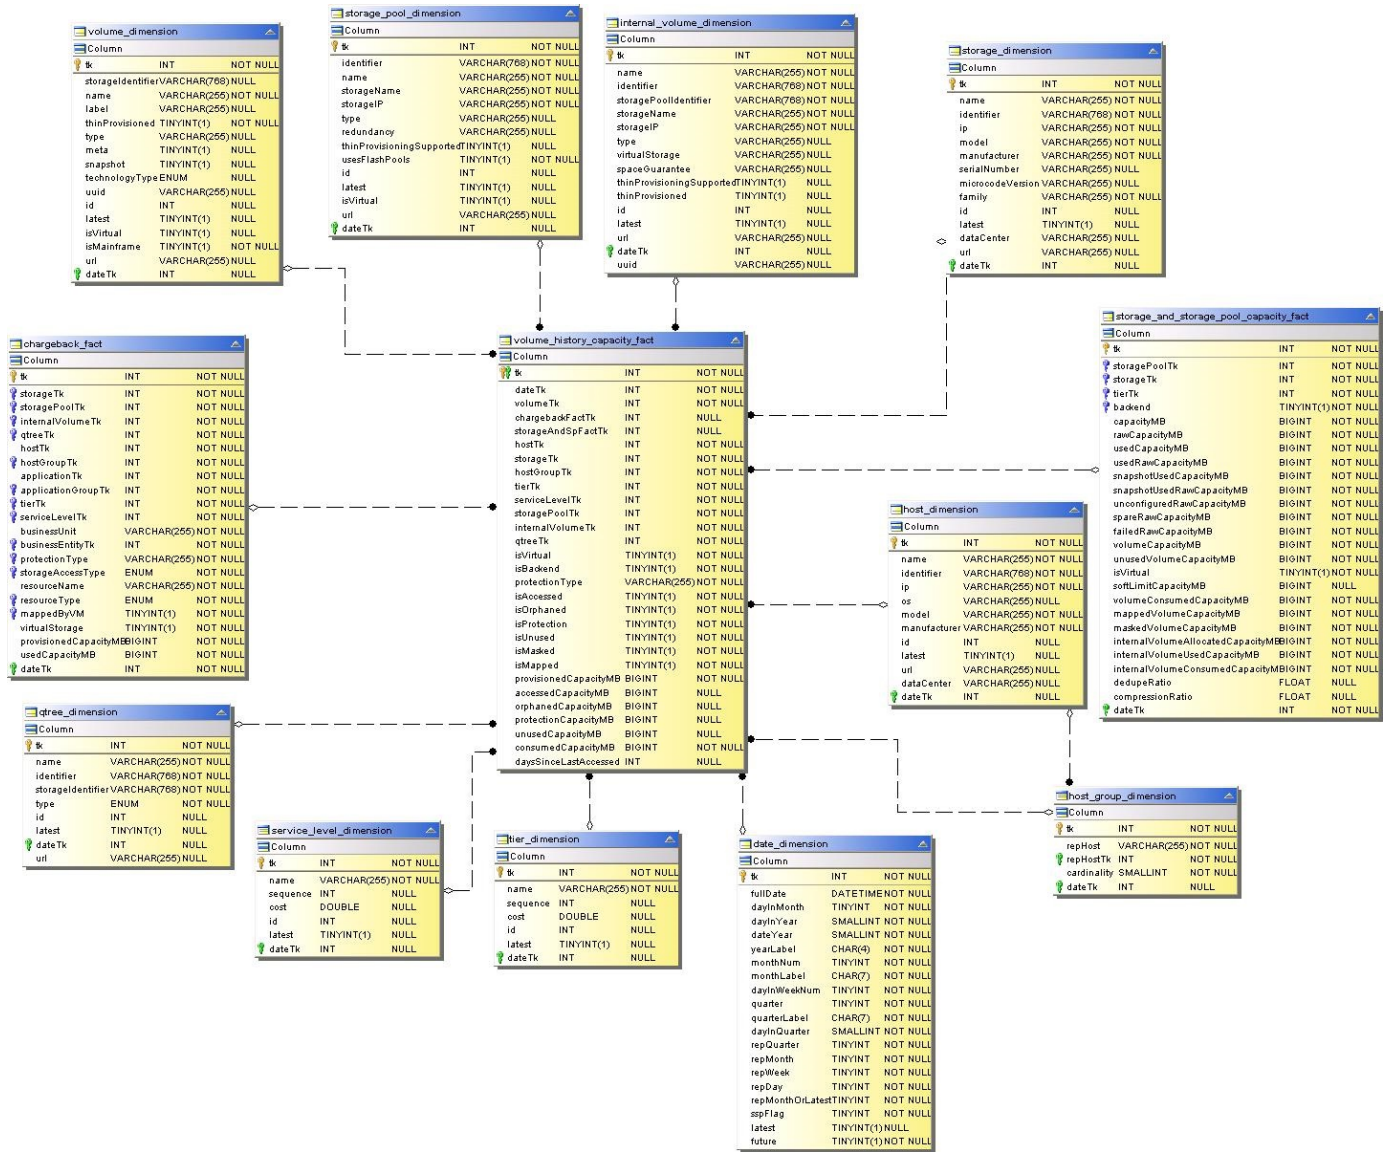 volume_dimension
Column
tk INT NOT NULL
storageIdentifier VARCHAR(768) NULL
name VARCHAR(255) NOT NULL
label VARCHAR(255) NULL
thinProvisioned TINYINT(1) NOT NULL
type VARCHAR(255) NULL
meta TINYINT(1) NULL
snapshot TINYINT(1) NULL
technologyType ENUM NULL
uuid VARCHAR(255) NULL
id INT NULL
latest TINYINT(1) NULL
isVirtual TINYINT(1) NULL
isMainframe TINYINT(1) NOT NULL
url VARCHAR(255) NULL
dateTk INT NULL
storage_pool_dimension
Column
tk INT NOT NULL
identifier VARCHAR(768) NOT NULL
name VARCHAR(255) NOT NULL
storageName VARCHAR(255) NOT NULL
storageIP VARCHAR(255) NOT NULL
type VARCHAR(255) NULL
redundancy VARCHAR(255) NULL
thinProvisioningSupported TINYINT(1) NULL
usesFlashPools TINYINT(1) NOT NULL
id INT NULL
latest TINYINT(1) NULL
isVirtual TINYINT(1) NULL
url VARCHAR(255) NULL
dateTk INT NULL
internal_volume_dimension
Column
tk INT NOT NULL
name VARCHAR(255) NOT NULL
identifier VARCHAR(768) NOT NULL
storagePoolIdentifier VARCHAR(768) NOT NULL
storageName VARCHAR(255) NOT NULL
storageIP VARCHAR(255) NOT NULL
type VARCHAR(255) NULL
virtualStorage VARCHAR(255) NULL
spaceGuarantee VARCHAR(255) NULL
thinProvisioningSupported TINYINT(1) NULL
thinProvisioned TINYINT(1) NULL
id INT NULL
latest TINYINT(1) NULL
url VARCHAR(255) NULL
dateTk INT NULL
uuid VARCHAR(255) NULL
storage_dimension
Column
tk INT NOT NULL
name VARCHAR(255) NOT NULL
identifier VARCHAR(768) NOT NULL
ip VARCHAR(255) NOT NULL
model VARCHAR(255) NOT NULL
manufacturer VARCHAR(255) NOT NULL
serialNumber VARCHAR(255) NULL
microcodeVersion VARCHAR(255) NULL
family VARCHAR(255) NOT NULL
id INT NULL
latest TINYINT(1) NULL
dataCenter VARCHAR(255) NULL
url VARCHAR(255) NULL
dateTk INT NULL
chargeback_fact
Column
tk INT NOT NULL
storageTk INT NOT NULL
storagePoolTk INT NOT NULL
internalVolumeTk INT NOT NULL
qtreeTk INT NOT NULL
hostTk INT NOT NULL
hostGroupTk INT NOT NULL
applicationTk INT NOT NULL
applicationGroupTk INT NOT NULL
tierTk INT NOT NULL
serviceLevelTk INT NOT NULL
businessUnit VARCHAR(255) NOT NULL
businessEntityTk INT NOT NULL
protectionType VARCHAR(255) NOT NULL
storageAccessType ENUM NOT NULL
resourceName VARCHAR(255) NOT NULL
resourceType ENUM NOT NULL
mappedByVM TINYINT(1) NOT NULL
virtualStorage TINYINT(1) NOT NULL
provisionedCapacityMB BIGINT NOT NULL
usedCapacityMB BIGINT NOT NULL
dateTk INT NOT NULL
volume_history_capacity_fact
Column
tk INT NOT NULL
dateTk INT NOT NULL
volumeTk INT NOT NULL
chargebackFactTk INT NULL
storageAndSpFactTk INT NULL
hostTk INT NOT NULL
storageTk INT NOT NULL
hostGroupTk INT NOT NULL
tierTk INT NOT NULL
serviceLevelTk INT NOT NULL
storagePoolTk INT NOT NULL
internalVolumeTk INT NOT NULL
qtreeTk INT NOT NULL
isVirtual TINYINT(1) NOT NULL
isBackend TINYINT(1) NOT NULL
protectionType VARCHAR(255) NOT NULL
isAccessed TINYINT(1) NOT NULL
isOrphaned TINYINT(1) NOT NULL
isProtection TINYINT(1) NOT NULL
isUnused TINYINT(1) NOT NULL
isMasked TINYINT(1) NOT NULL
isMapped TINYINT(1) NOT NULL
provisionedCapacityMB BIGINT NOT NULL
accessedCapacityMB BIGINT NULL
orphanedCapacityMB BIGINT NULL
protectionCapacityMB BIGINT NULL
unusedCapacityMB BIGINT NULL
consumedCapacityMB BIGINT NOT NULL
daysSinceLastAccessed INT NULL
storage_and_storage_pool_capacity_fact
Column
tk INT NOT NULL
storagePoolTk INT NOT NULL
storageTk INT NOT NULL
tierTk INT NOT NULL
backend TINYINT(1) NOT NULL
capacityMB BIGINT NOT NULL
rawCapacityMB BIGINT NOT NULL
usedCapacityMB BIGINT NOT NULL
usedRawCapacityMB BIGINT NOT NULL
snapshotUsedCapacityMB BIGINT NOT NULL
snapshotUsedRawCapacityMB BIGINT NOT NULL
unconfiguredRawCapacityMB BIGINT NOT NULL
spareRawCapacityMB BIGINT NOT NULL
failedRawCapacityMB BIGINT NOT NULL
volumeCapacityMB BIGINT NOT NULL
unusedVolumeCapacityMB BIGINT NOT NULL
isVirtual TINYINT(1) NOT NULL
softLimitCapacityMB BIGINT NULL
volumeConsumedCapacityMB BIGINT NOT NULL
mappedVolumeCapacityMB BIGINT NOT NULL
maskedVolumeCapacityMB BIGINT NOT NULL
internalVolumeAllocatedCapacityMB BIGINT NOT NULL
internalVolumeUsedCapacityMB BIGINT NOT NULL
internalVolumeConsumedCapacityMB BIGINT NOT NULL
dedupeRatio FLOAT NULL
compressionRatio FLOAT NULL
dateTk INT NOT NULL
host_dimension
Column
tk INT NOT NULL
name VARCHAR(255) NOT NULL
identifier VARCHAR(768) NOT NULL
ip VARCHAR(255) NOT NULL
os VARCHAR(255) NULL
model VARCHAR(255) NOT NULL
manufacturer VARCHAR(255) NOT NULL
id INT NULL
latest TINYINT(1) NULL
url VARCHAR(255) NULL
dataCenter VARCHAR(255) NULL
dateTk INT NULL
qtree_dimension
Column
tk INT NOT NULL
name VARCHAR(255) NOT NULL
identifier VARCHAR(768) NOT NULL
storageIdentifier VARCHAR(768) NOT NULL
type ENUM NOT NULL
id INT NULL
latest TINYINT(1) NULL
dateTk INT NULL
url VARCHAR(255) NULL
service_level_dimension
Column
tk INT NOT NULL
name VARCHAR(255) NOT NULL
sequence INT NULL
cost DOUBLE NULL
id INT NULL
latest TINYINT(1) NULL
dateTk INT NULL
tier_dimension
Column
tk INT NOT NULL
name VARCHAR(255) NOT NULL
sequence INT NULL
cost DOUBLE NULL
id INT NULL
latest TINYINT(1) NULL
dateTk INT NULL
date_dimension
Column
tk INT NOT NULL
fullDate DATETIME NOT NULL
dayInMonth TINYINT NOT NULL
dayInYear SMALLINT NOT NULL
dateYear SMALLINT NOT NULL
yearLabel CHAR(4) NOT NULL
monthNum TINYINT NOT NULL
monthLabel CHAR(7) NOT NULL
dayInWeekNum TINYINT NOT NULL
quarter TINYINT NOT NULL
quarterLabel CHAR(7) NOT NULL
dayInQuarter SMALLINT NOT NULL
repQuarter TINYINT NOT NULL
repMonth TINYINT NOT NULL
repWeek TINYINT NOT NULL
repDay TINYINT NOT NULL
repMonthOrLatest TINYINT NOT NULL
sspFlag TINYINT NOT NULL
latest TINYINT(1) NULL
future TINYINT(1) NOT NULL
host_group_dimension
Column
tk INT NOT NULL
repHost VARCHAR(255) NOT NULL
repHostTk INT NOT NULL
cardinality SMALLINT NOT NULL
dateTk INT NULL